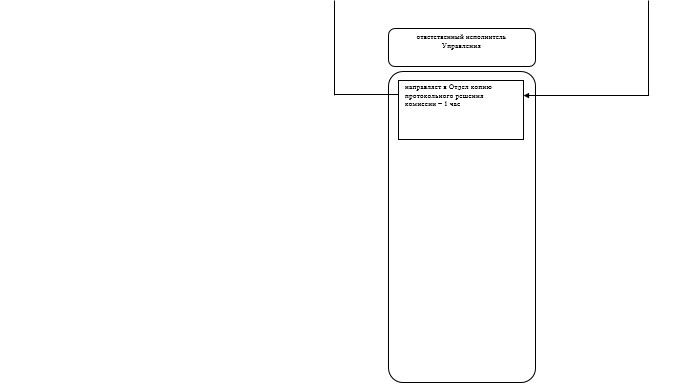 ответственный исполнитель
Управления
направляет в Отдел копию
протокольного решения
комиссии – 1 час